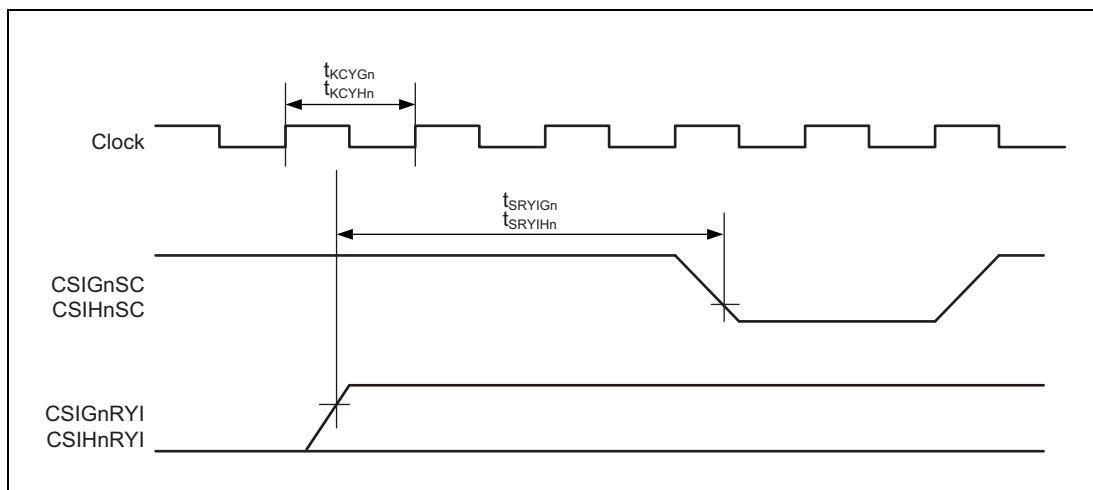 tKCYGn
tKCYHn
Clock
tSRYIGn
tSRYIHn
CSIGnSC
CSIHnSC
CSIGnRYI
CSIHnRYI